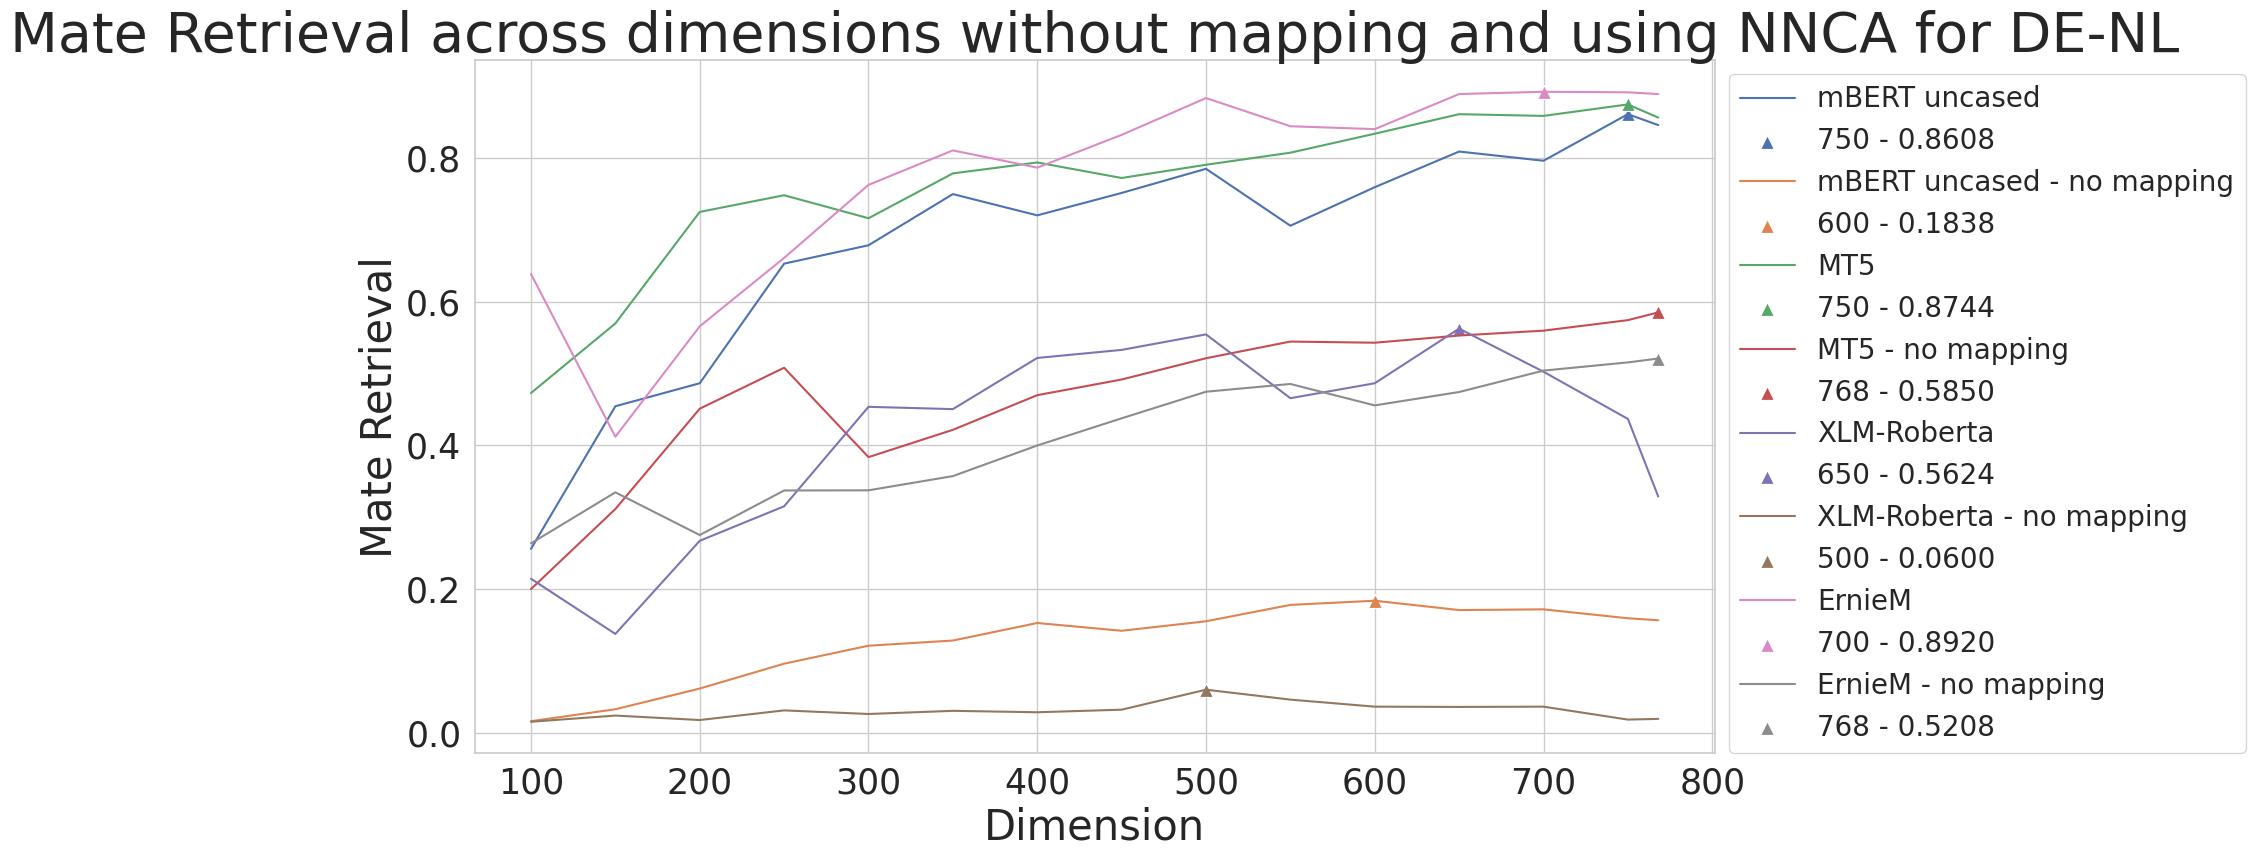 Mate Retrieval across dimensions without mapping and using NNCA for DE-NL
Mate Retrieval
0.8
0.6
0.4
0.2
0.0
100 200 300 400 500 600 700 800
Dimension
mBERT uncased
750 - 0.8608
mBERT uncased - no mapping
600 - 0.1838
MT5
750 - 0.8744
MT5 - no mapping
768 - 0.5850
XLM-Roberta
650 - 0.5624
XLM-Roberta - no mapping
500 - 0.0600
ErnieM
700 - 0.8920
ErnieM - no mapping
768 - 0.5208